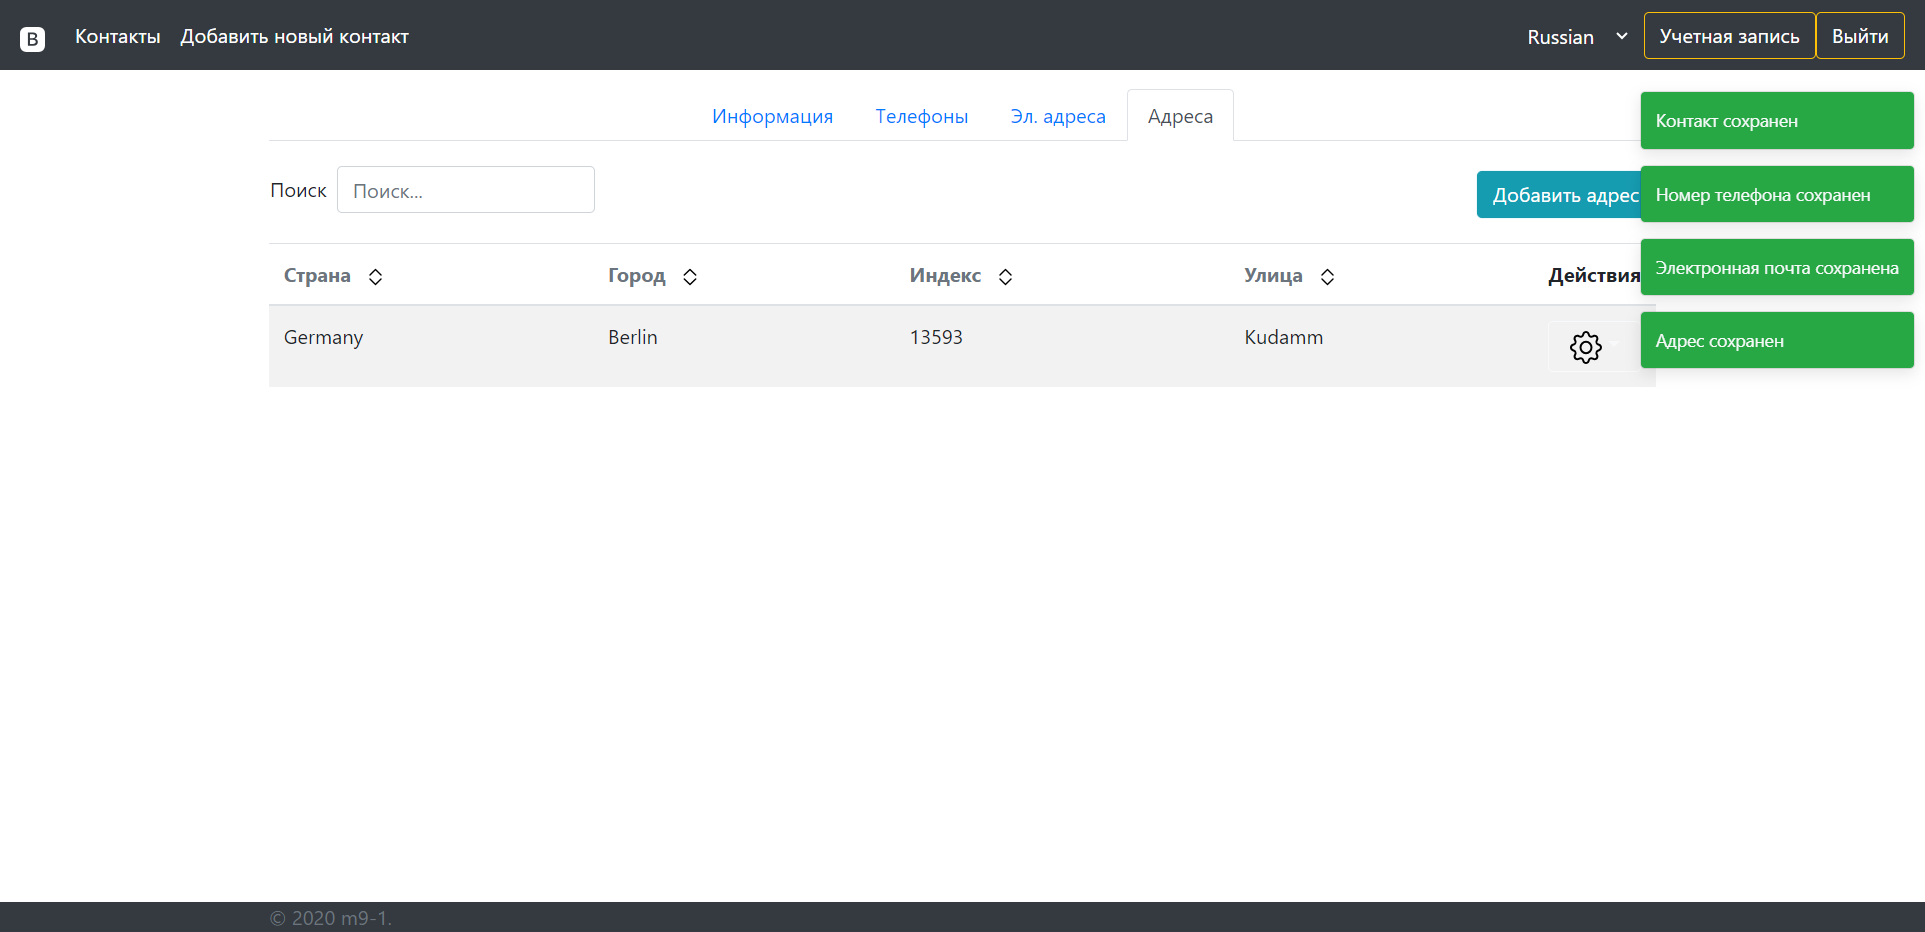 B Контакты Добавить новый контакт Russian Учетная запись Выйти
Информация Телефоны Эл. адреса Адреса
Контакт сохранен
Поиск Поиск... Добавить адрес
Номер телефона сохранен
Страна Город Индекс Улица Действия
Электронная почта сохранена
Germany Berlin 13593 Kudamm
Адрес сохранен
© 2020 m9-1.